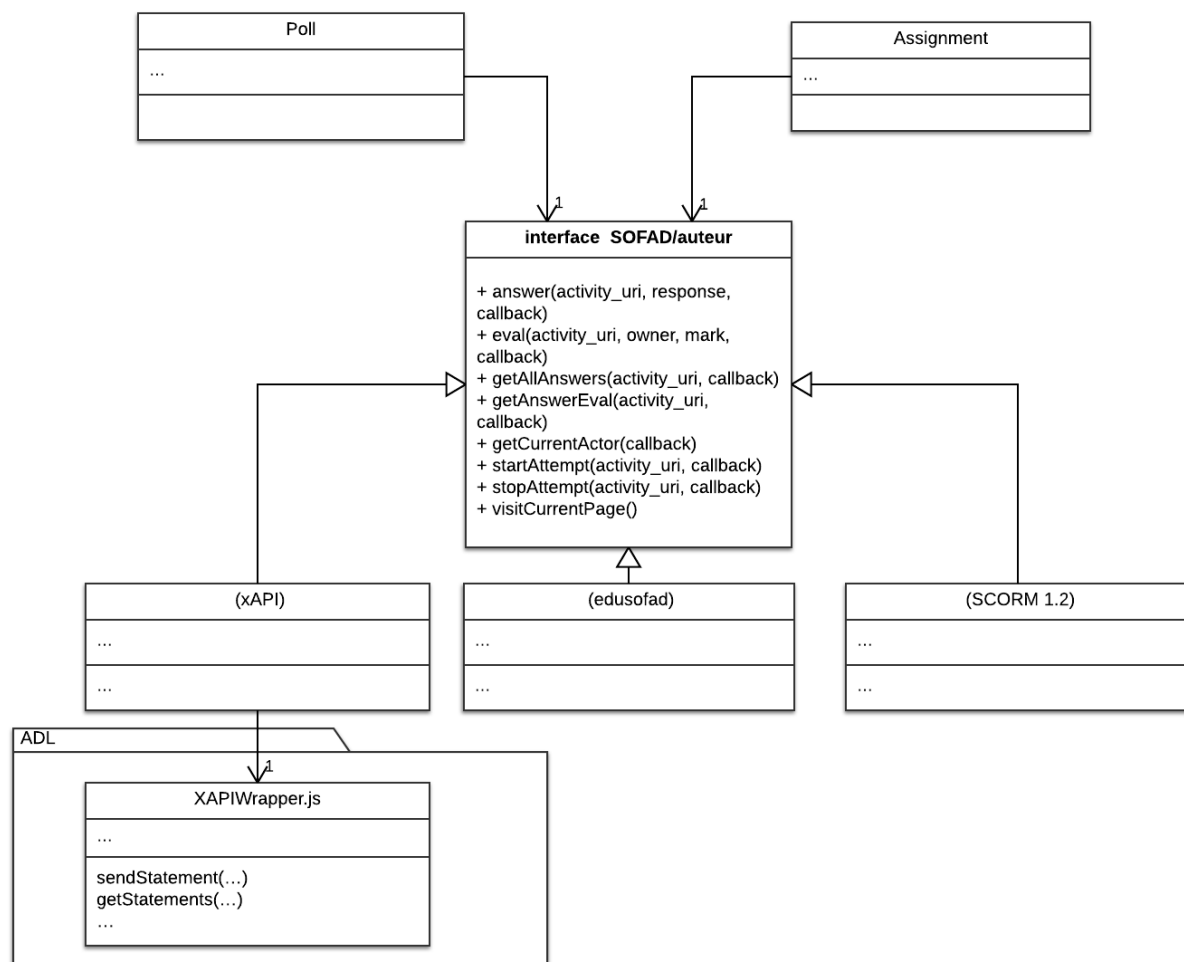 Poll
...
Assignment
...
1
1
interface SOFAD/auteur
+ answer(activity_uri, response,
callback)
+ eval(activity_uri, owner, mark,
callback)
+ getAllAnswers(activity_uri, callback)
+ getAnswerEval(activity_uri,
callback)
+ getCurrentActor(callback)
+ startAttempt(activity_uri, callback)
+ stopAttempt(activity_uri, callback)
+ visitCurrentPage()
(xAPI)
...
...
(edusofad)
...
...
(SCORM 1.2)
...
...
ADL
1
XAPIWrapper.js
...
sendStatement(...)
getStatements(...)
...